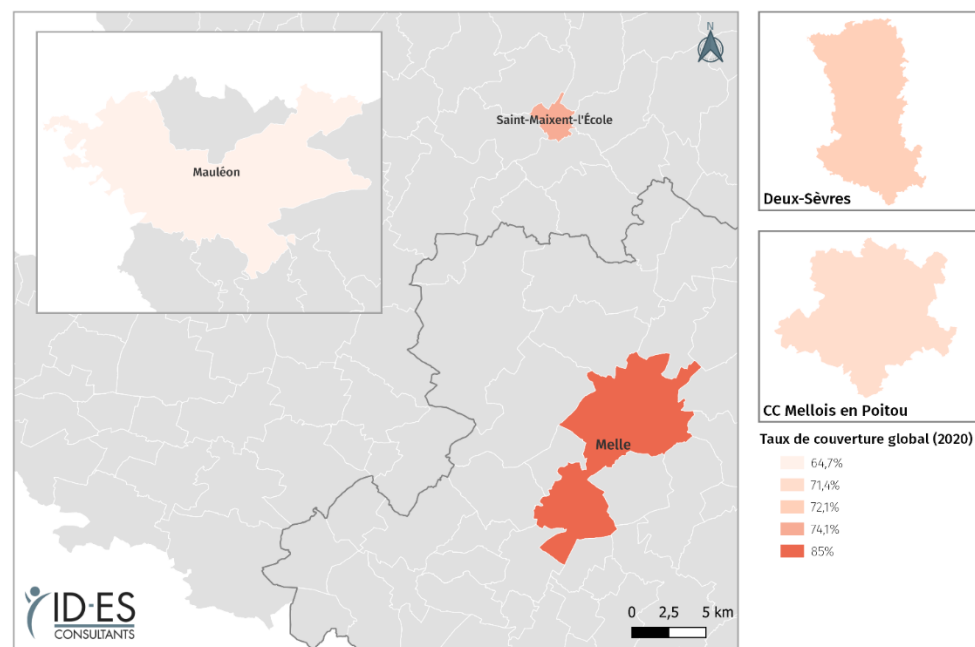 Mauléon
N
Saint-Maixent-l'École
Melle
ID-ES
CONSULTANTS
0 2,5 5 km
Deux-Sèvres
CC Mellois en Poitou
Taux de couverture global (2020)
64,7%
71,4%
72,1%
74,1%
85%